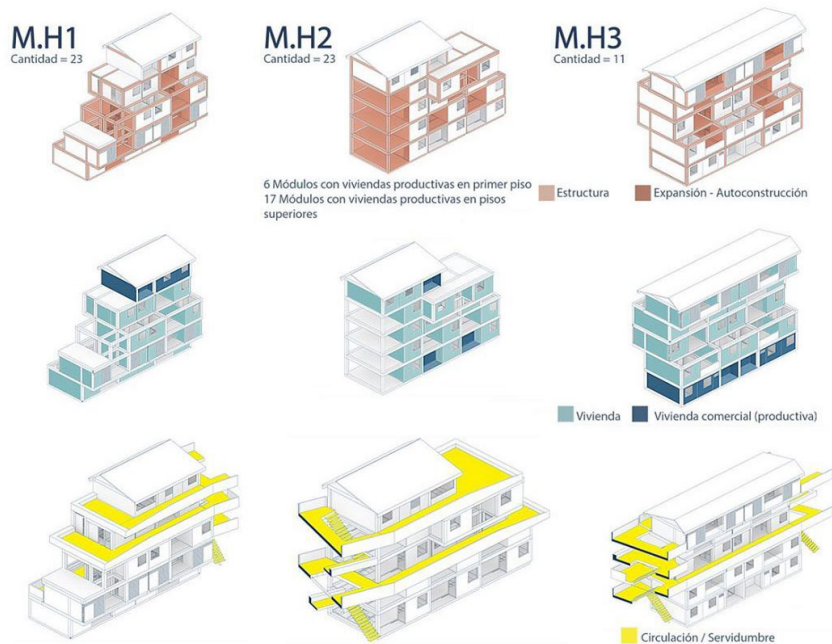 M.H1
Cantidad = 23
M.H2
Cantidad = 23
M.H3
Cantidad = 11
6 Módulos con viviendas productivas en primer piso
17 Módulos con viviendas productivas en pisos
superiores
Estructura
Expansión - Autoconstrucción
Vivienda
Vivienda comercial (productiva)
Circulación / Servidumbre